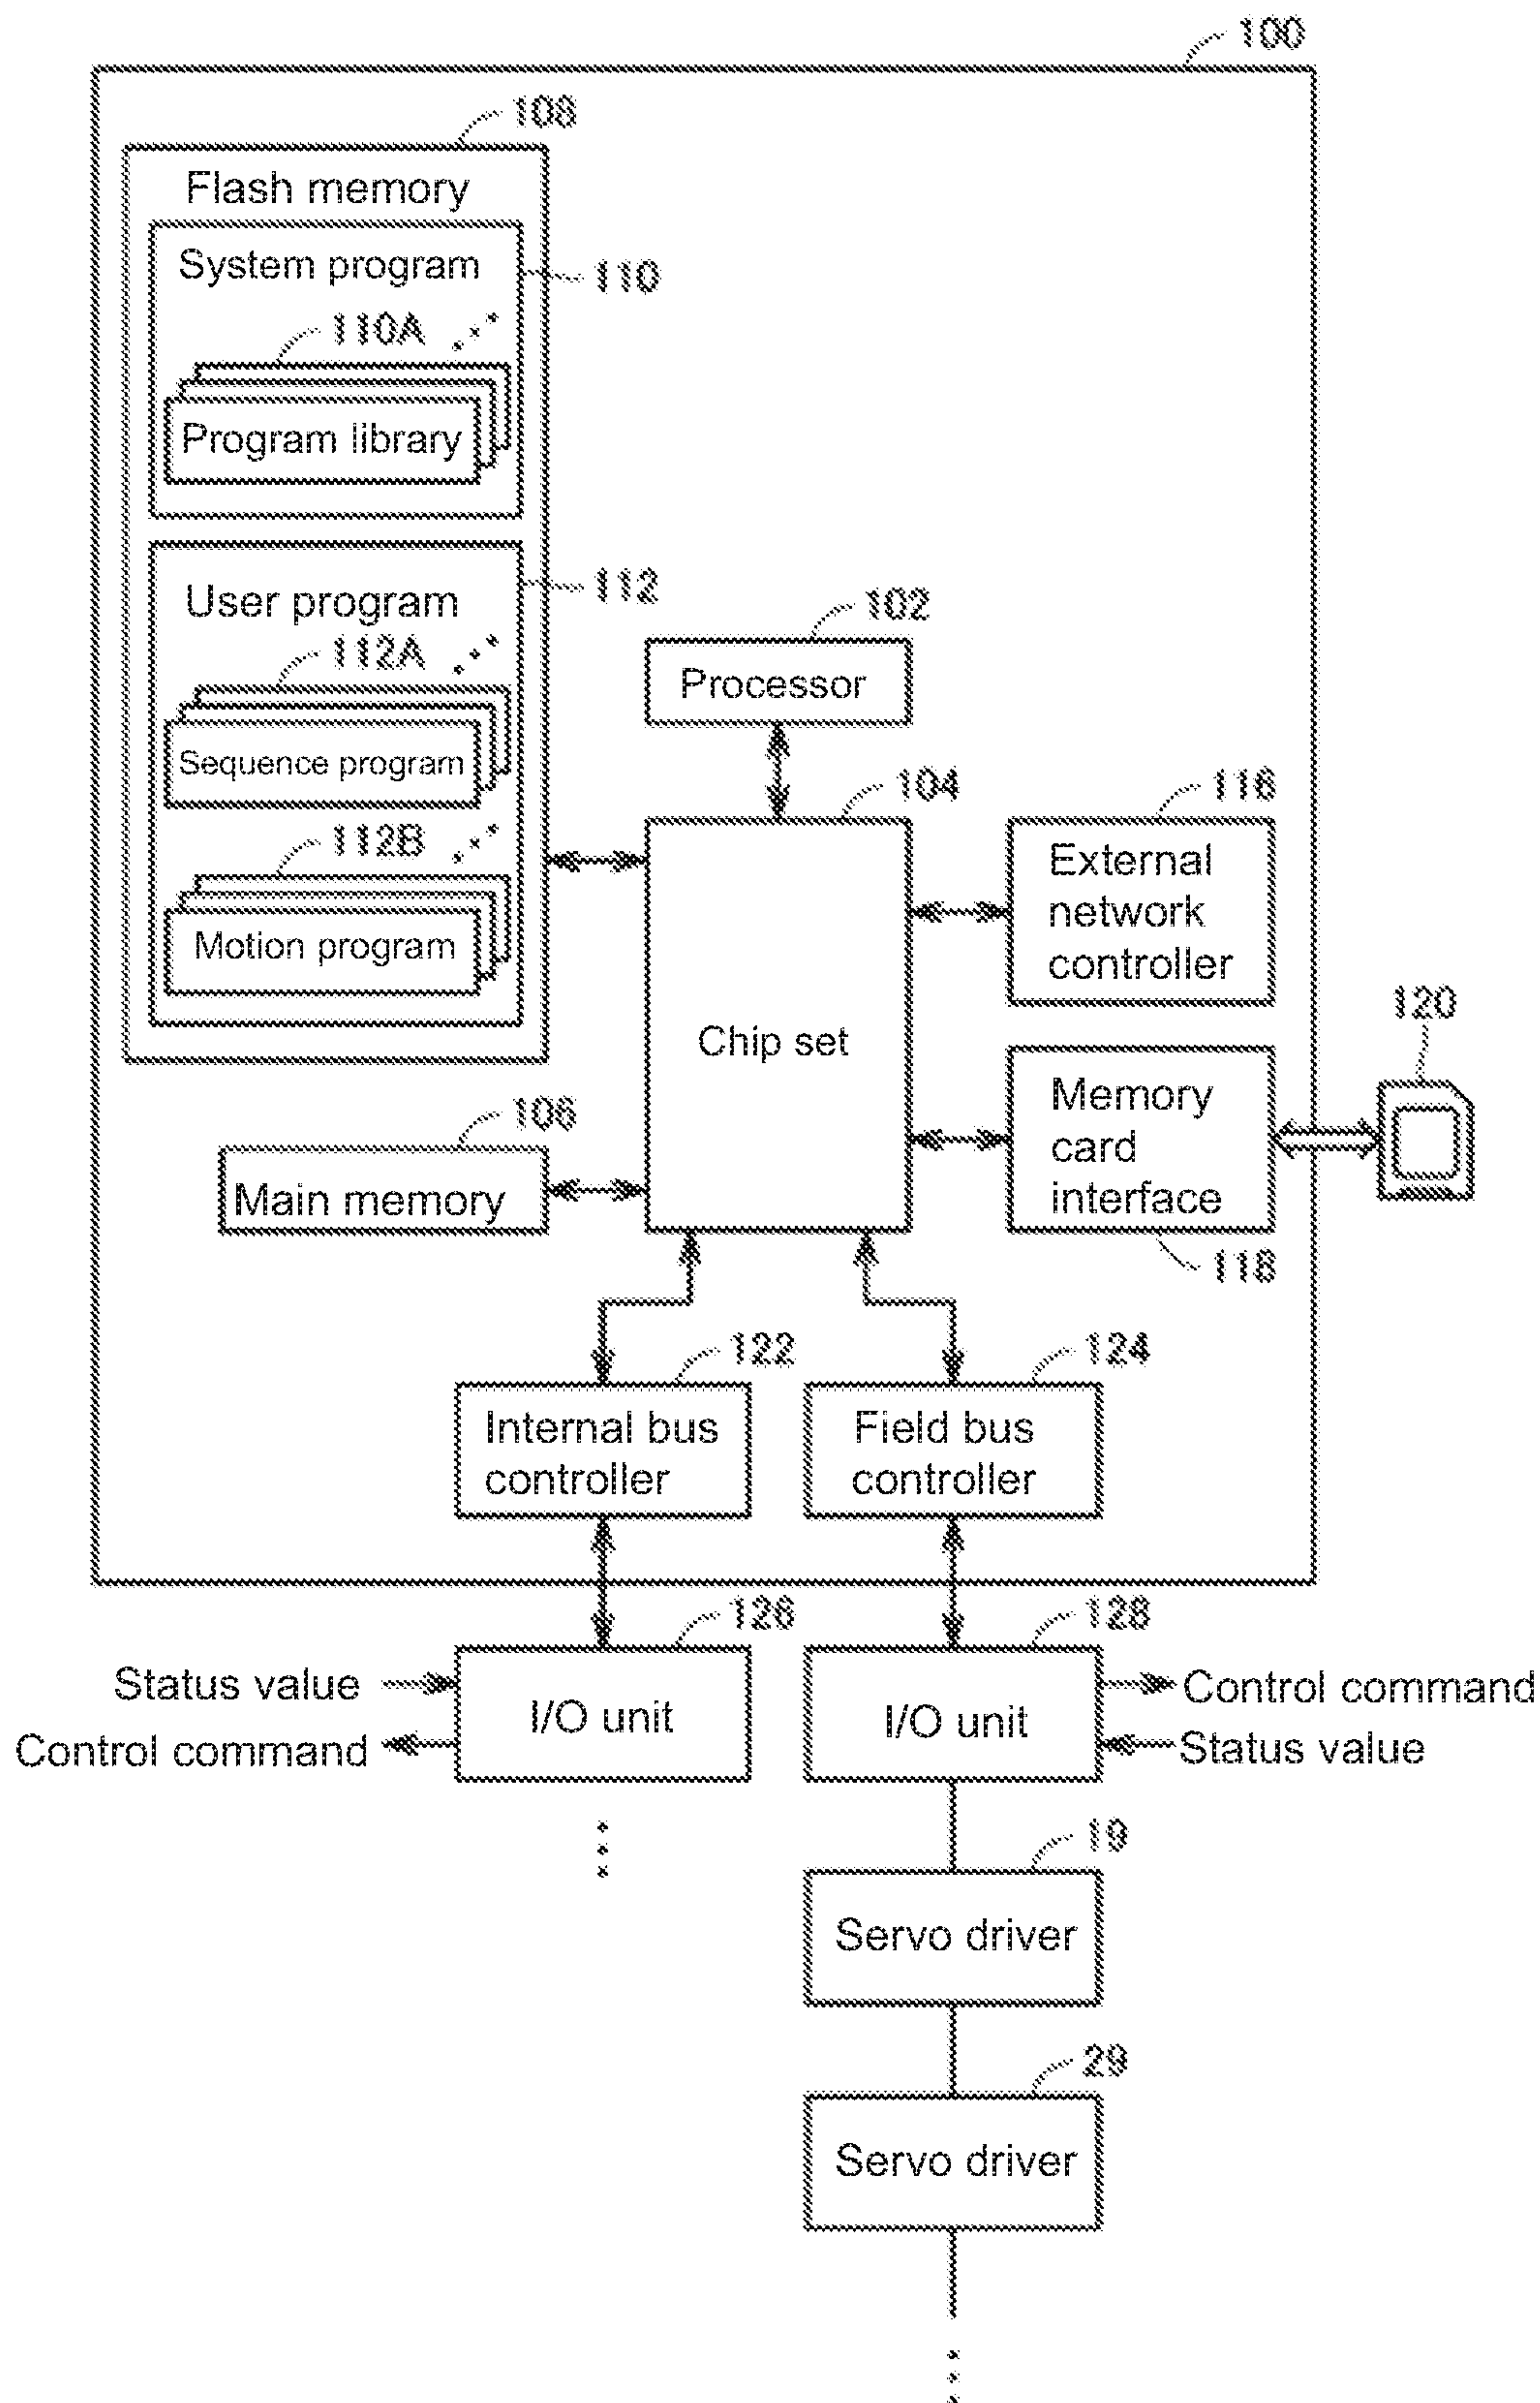 100
108
Flash memory
System program
110
110A
Program library
User program
112
112A
Sequence program
112B
Motion program
102
Processor
104
Chip set
116
External
network
controller
120
Memory
card
interface
118
106
Main memory
122
Internal bus
controller
124
Field bus
controller
126
I/O unit
Status value
Control command
128
I/O unit
Control command
Status value
19
Servo driver
29
Servo driver